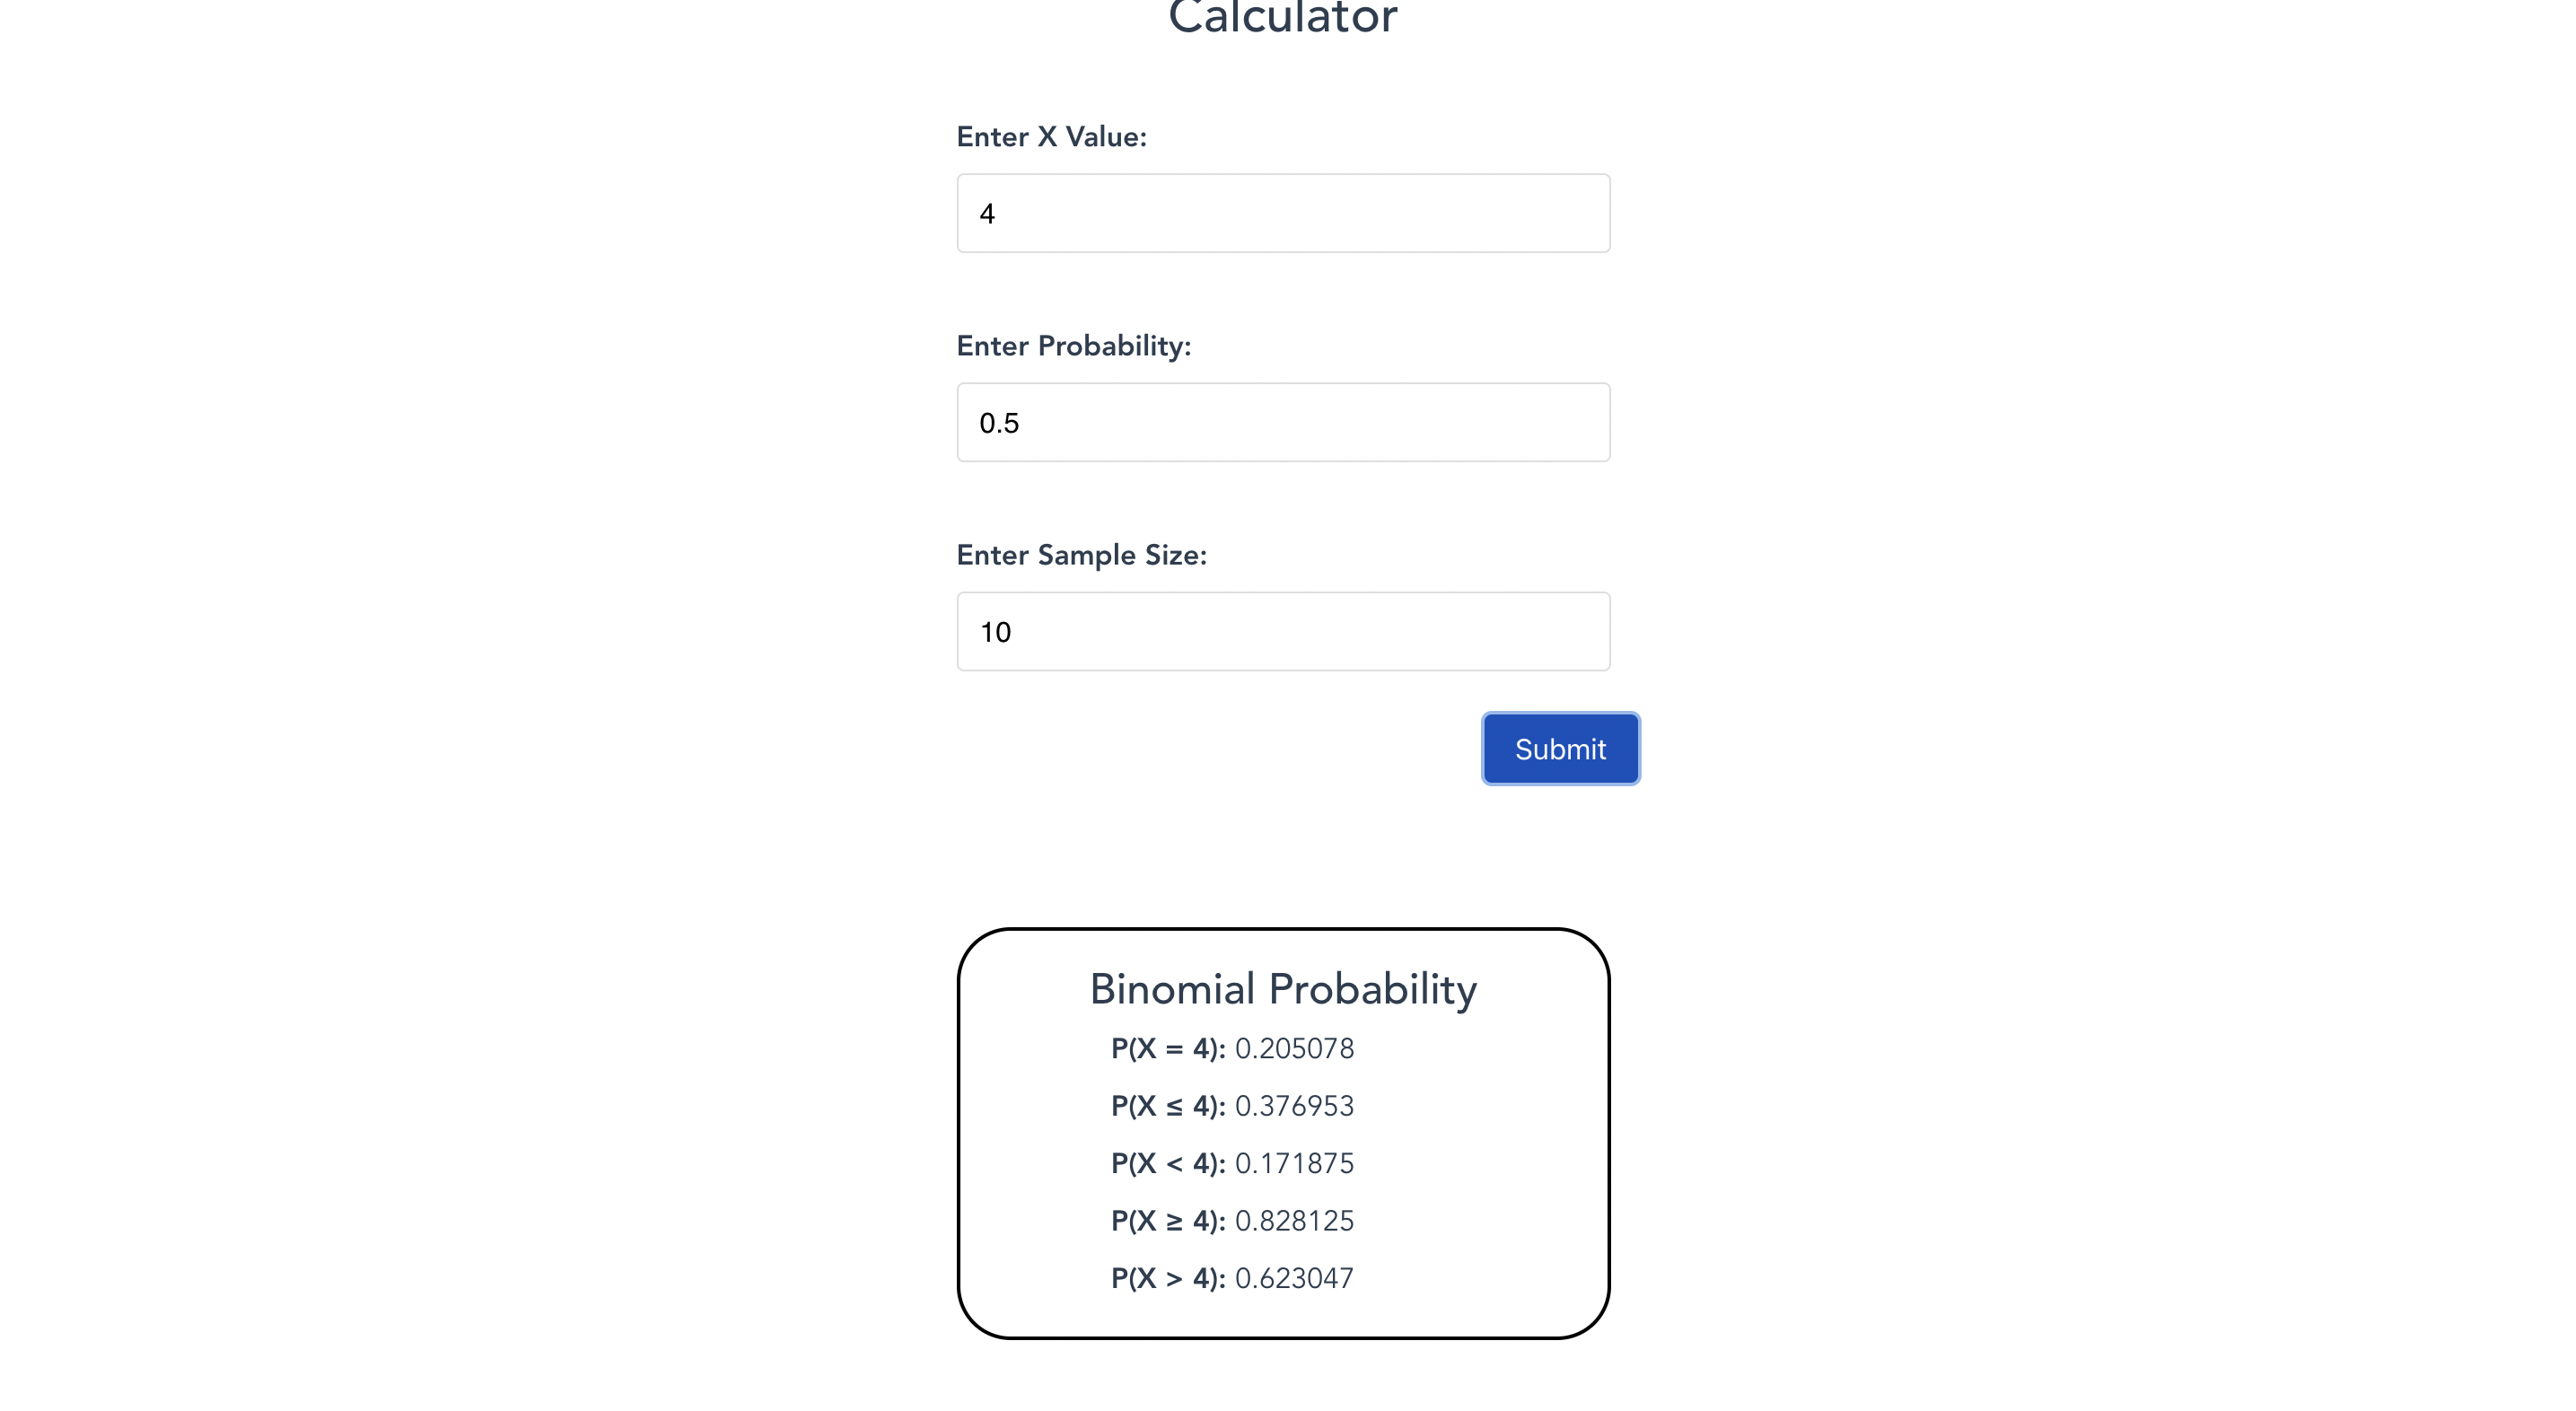 Calculator
Enter X Value:
4
Enter Probability:
0.5
Enter Sample Size:
10
Submit
Binomial Probability
P(X = 4): 0.205078
P(X ≤ 4): 0.376953
P(X < 4): 0.171875
P(X ≥ 4): 0.828125
P(X > 4): 0.623047